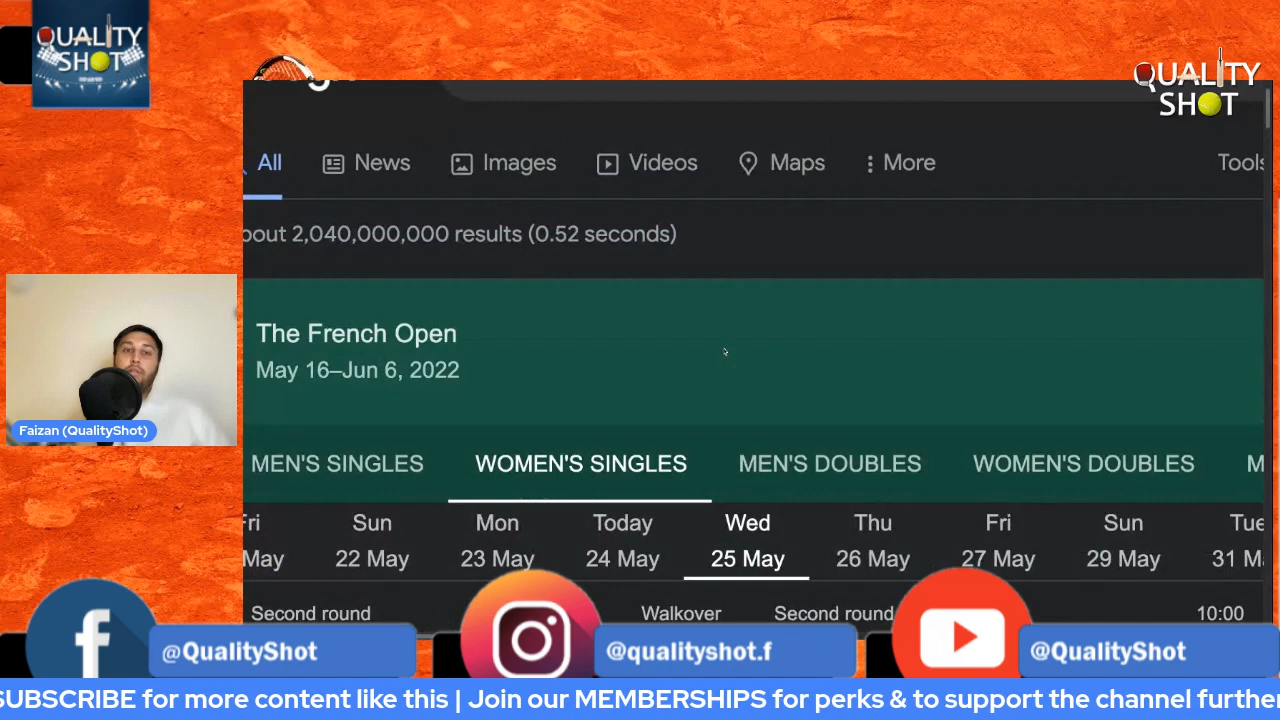 QUALITY
SHOT
QUALITY
SHOT
All News Images Videos Maps More Tools
bout 2,040,000,000 results (0.52 seconds)
The French Open
May 16–Jun 6, 2022
MEN'S SINGLES WOMEN'S SINGLES MEN'S DOUBLES WOMEN'S DOUBLES M
Fri Sun Mon Today Wed Thu Fri Sun Tue
May 22 May 23 May 24 May 25 May 26 May 27 May 29 May 31 M
Second round Walkover Second round 10:00
Faizan (QualityShot)
@QualityShot @qualityshot.f @QualityShot
SUBSCRIBE for more content like this | Join our MEMBERSHIPS for perks & to support the channel further